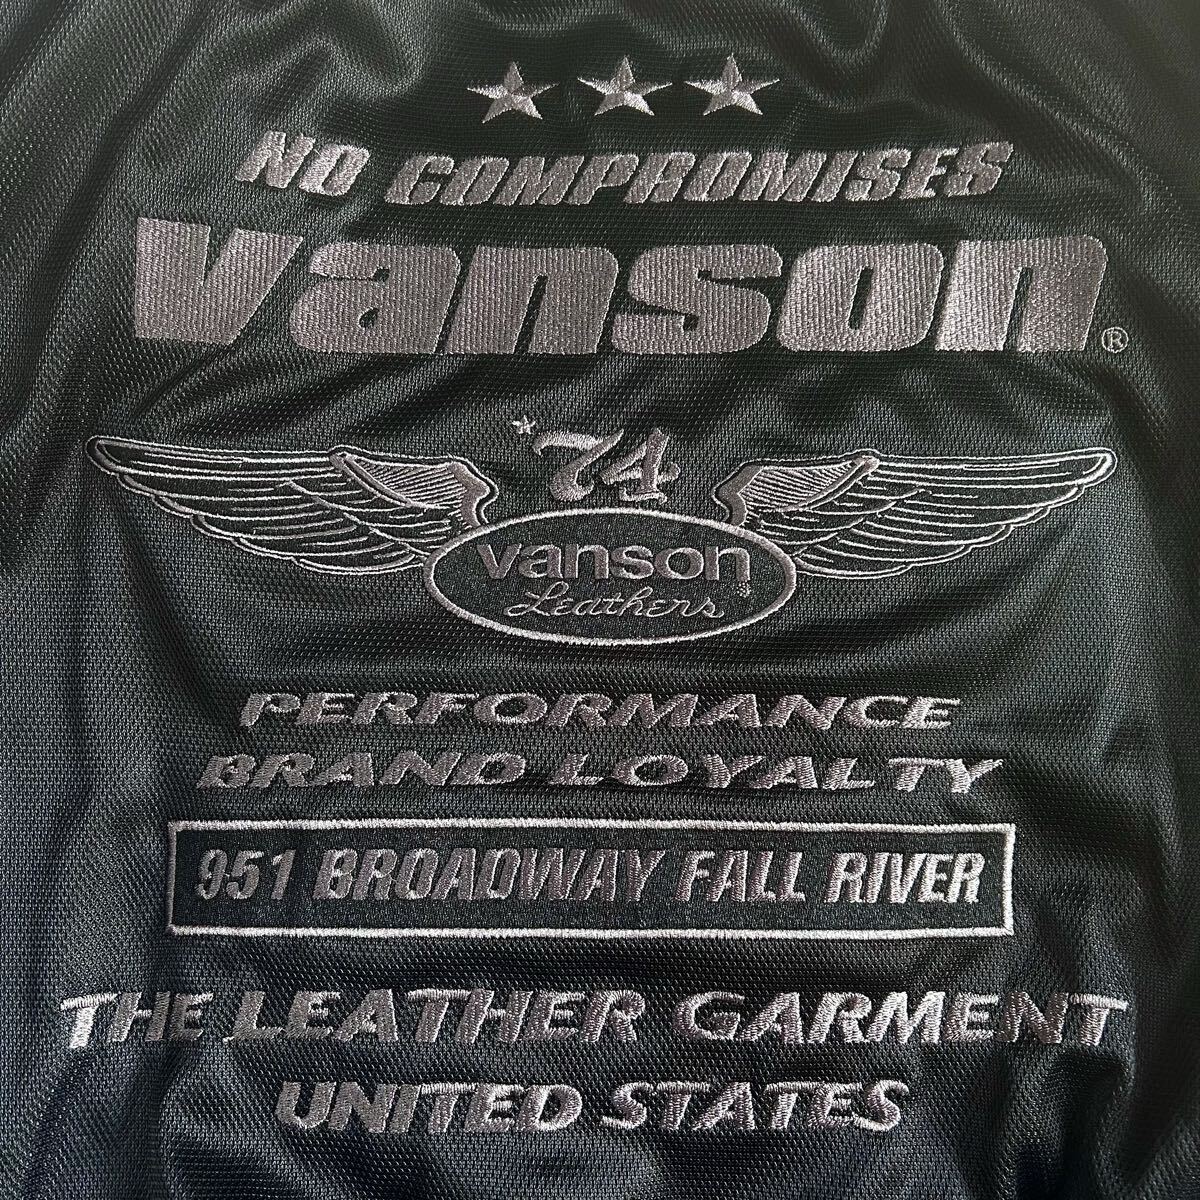 NO COMPROMISES
Vanson®
'74
vanson
Leathers
PERFORMANCE
BRAND LOYALTY
951 BROADWAY FALL RIVER
THE LEATHER GARMENT
UNITED STATES